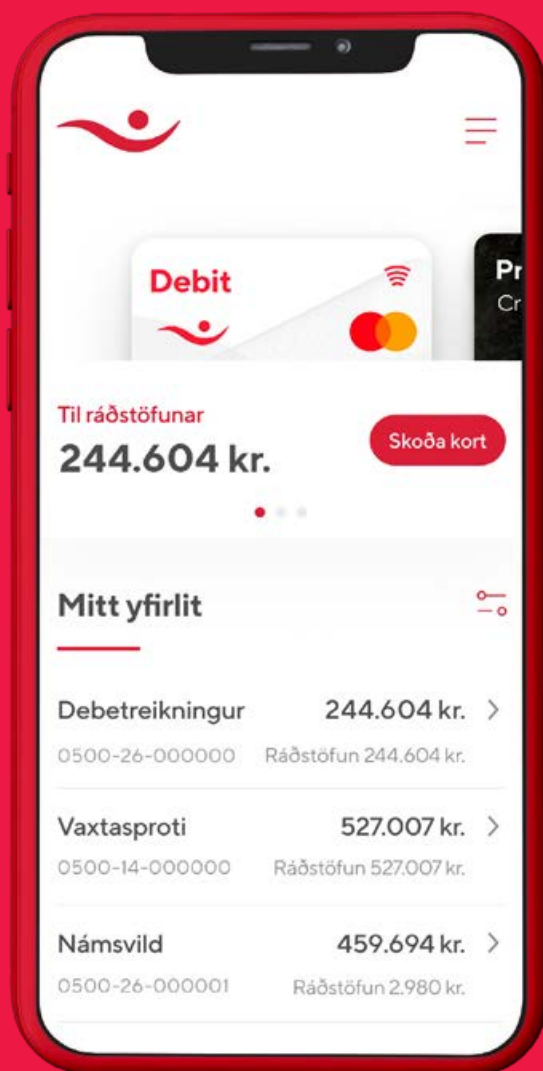 Debit
Pr
Cr
Til ráðstöfunar
244.604 kr.
Skoða kort
Mitt yfirlit
Debetreikningur 244.604 kr.
0500-26-000000 Ráðstöfun 244.604 kr.
Vaxtasproti 527.007 kr.
0500-14-000000 Ráðstöfun 527.007 kr.
Námsvild 459.694 kr.
0500-26-000001 Ráðstöfun 2.980 kr.